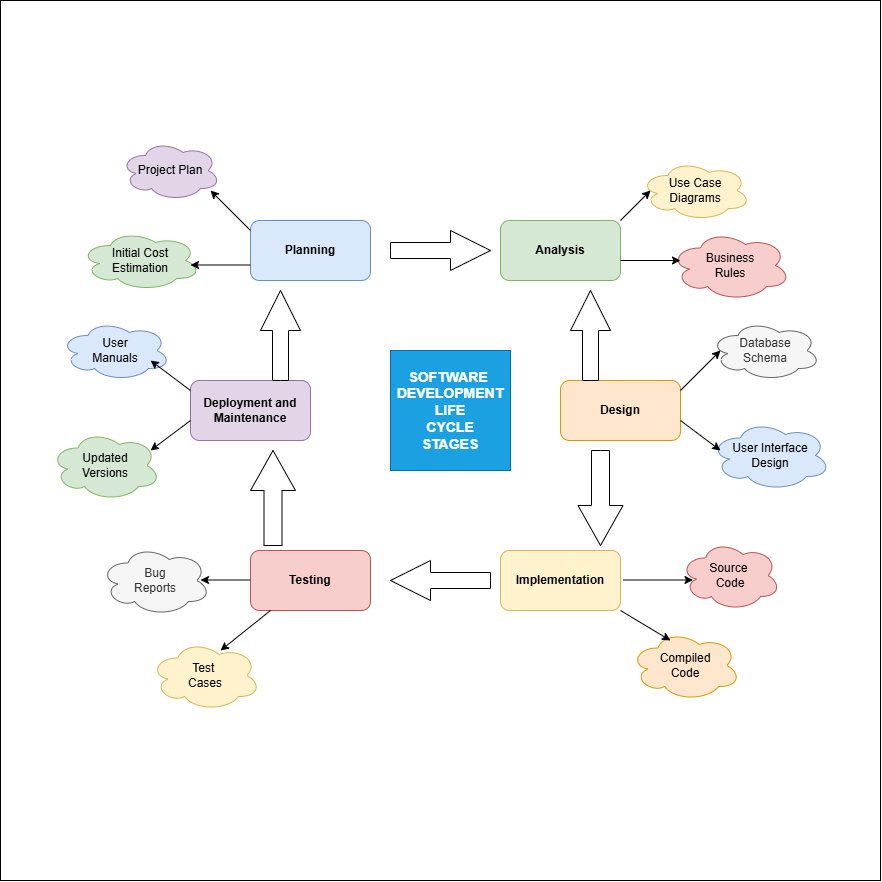 Project Plan
Use Case
Diagrams
Planning
Analysis
Initial Cost
Estimation
Business
Rules
User
Manuals
Database
Schema
SOFTWARE
DEVELOPMENT
LIFE
CYCLE
STAGES
Deployment and
Maintenance
Design
Updated
Versions
User Interface
Design
Bug
Reports
Testing
Implementation
Source
Code
Test
Cases
Compiled
Code